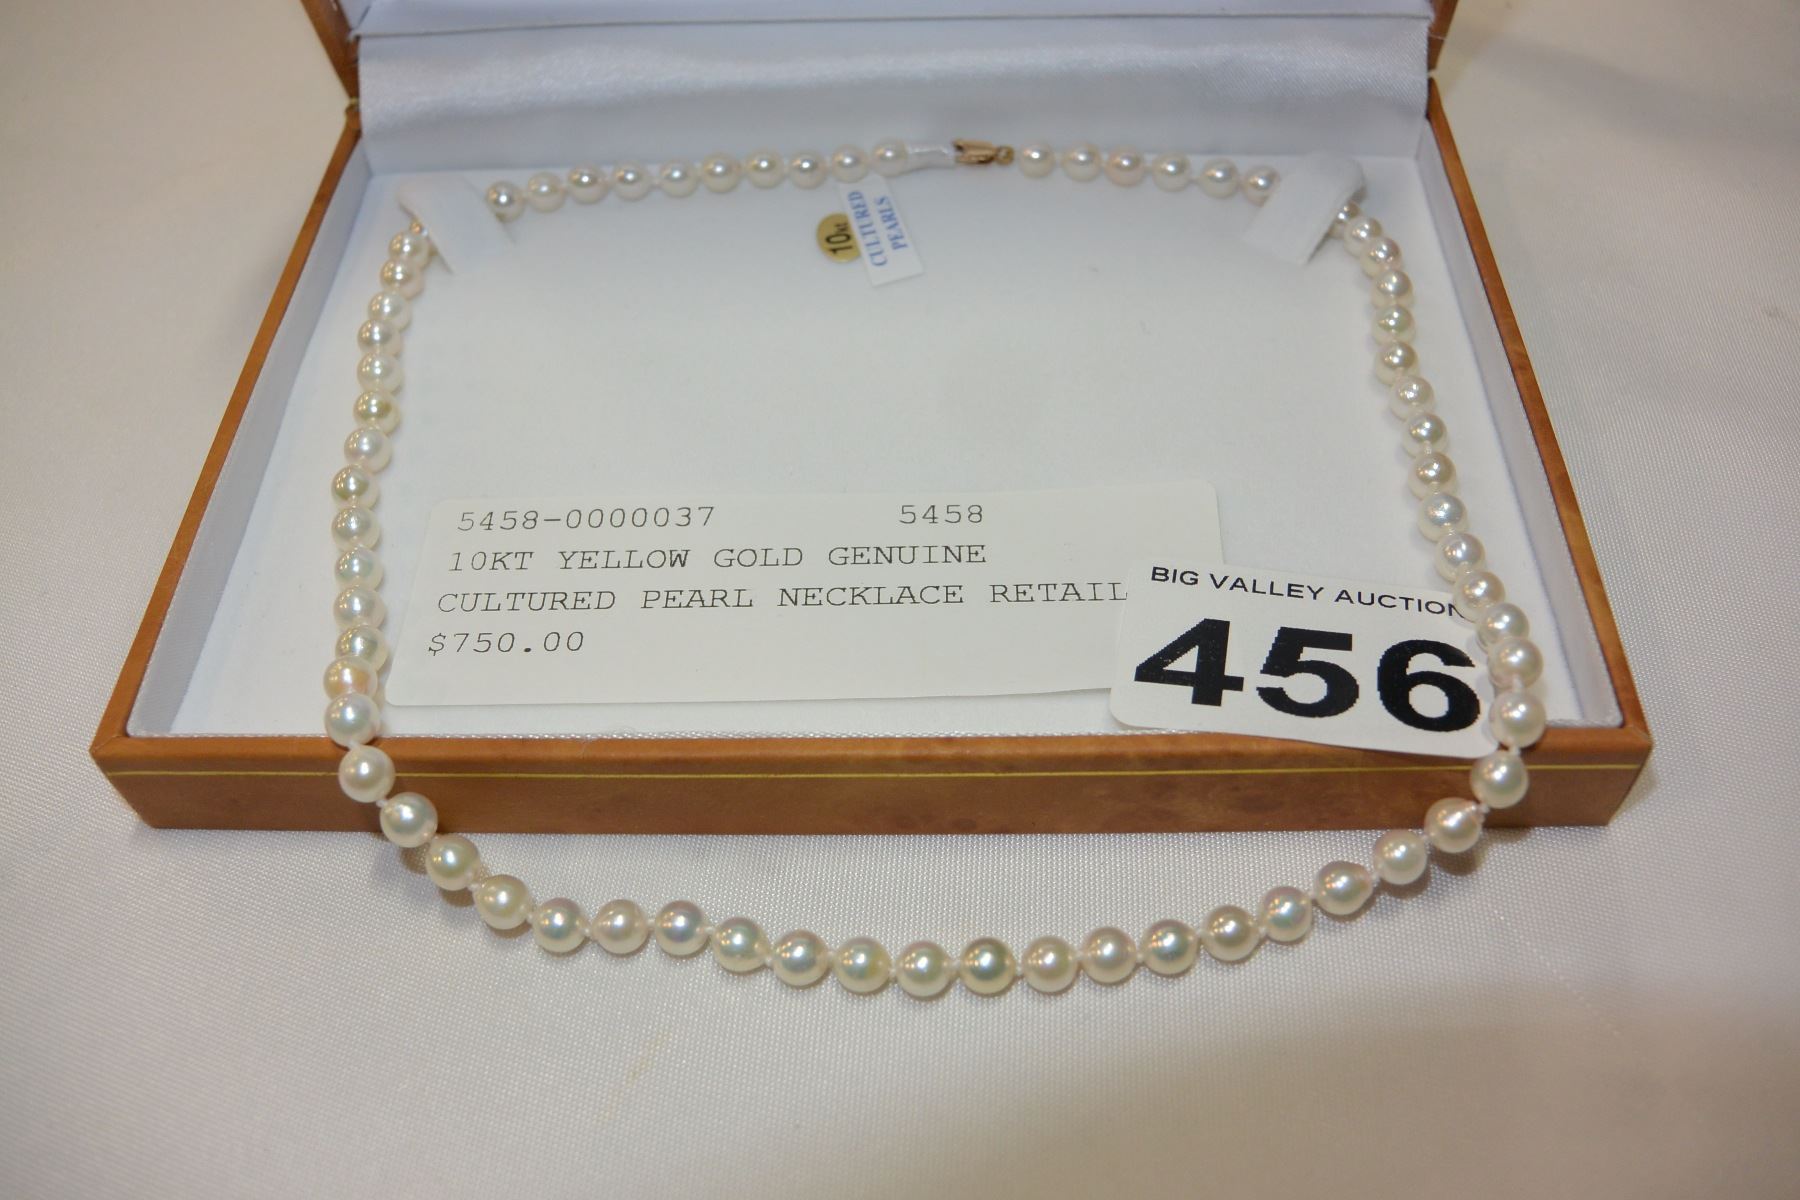 10kt
CULTURED
PEARLS
5458-0000037 5458
10KT YELLOW GOLD GENUINE
CULTURED PEARL NECKLACE RETAIL
$750.00
BIG VALLEY AUCTION
456